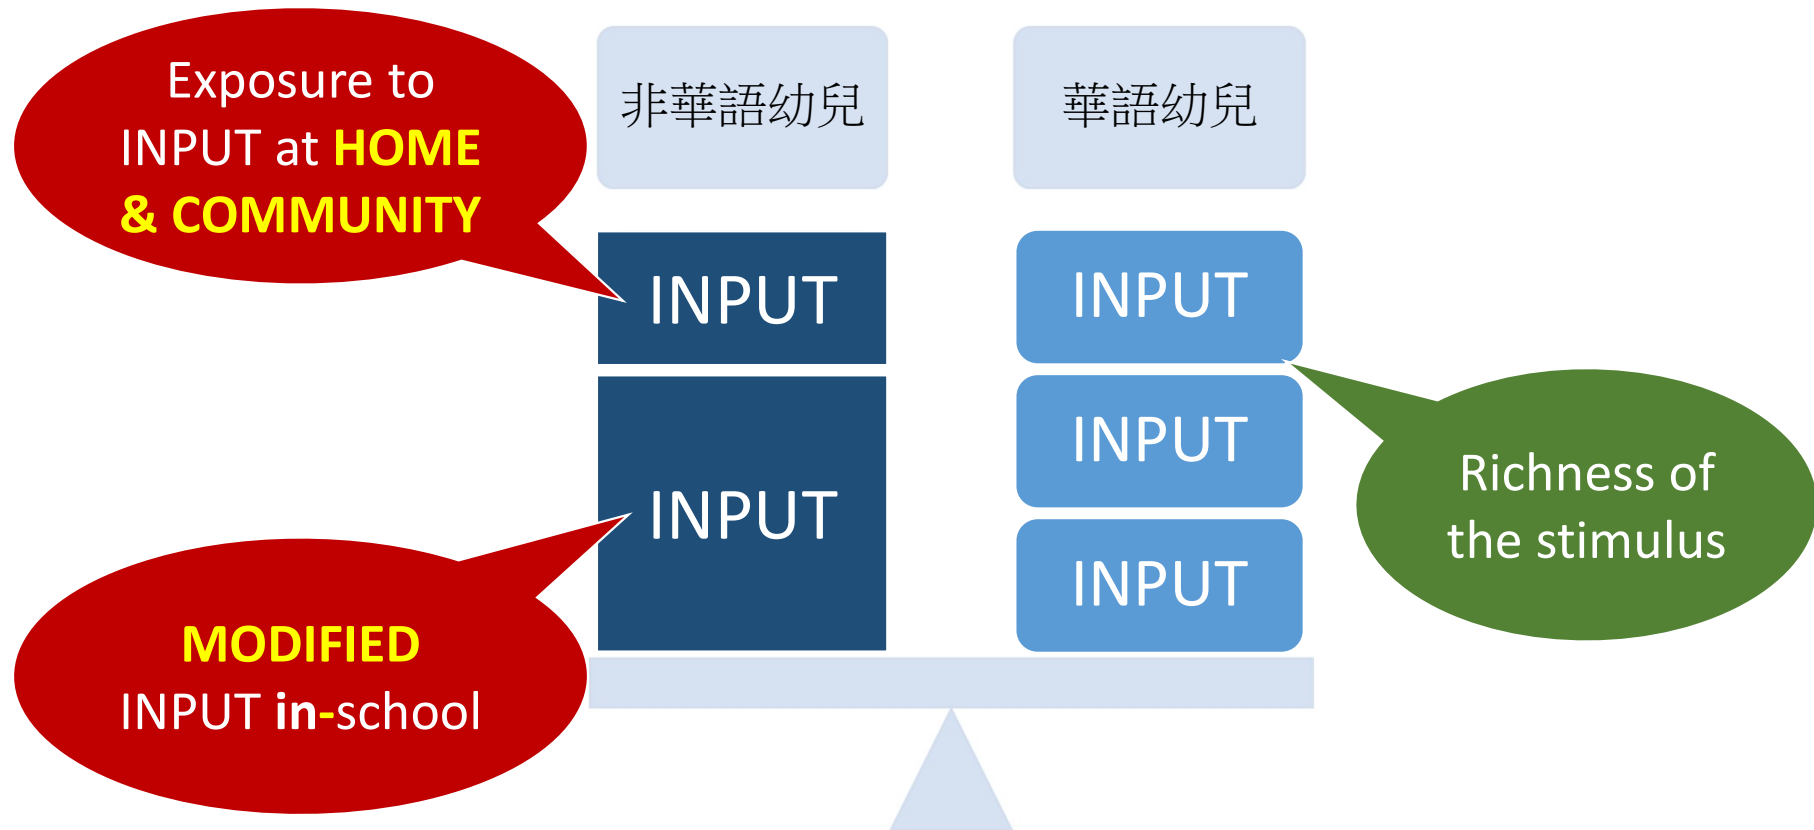 Exposure to
INPUT at HOME
& COMMUNITY
非華語幼兒
華語幼兒
INPUT
INPUT
INPUT
INPUT
INPUT
MODIFIED
INPUT in-school
Richness of
the stimulus